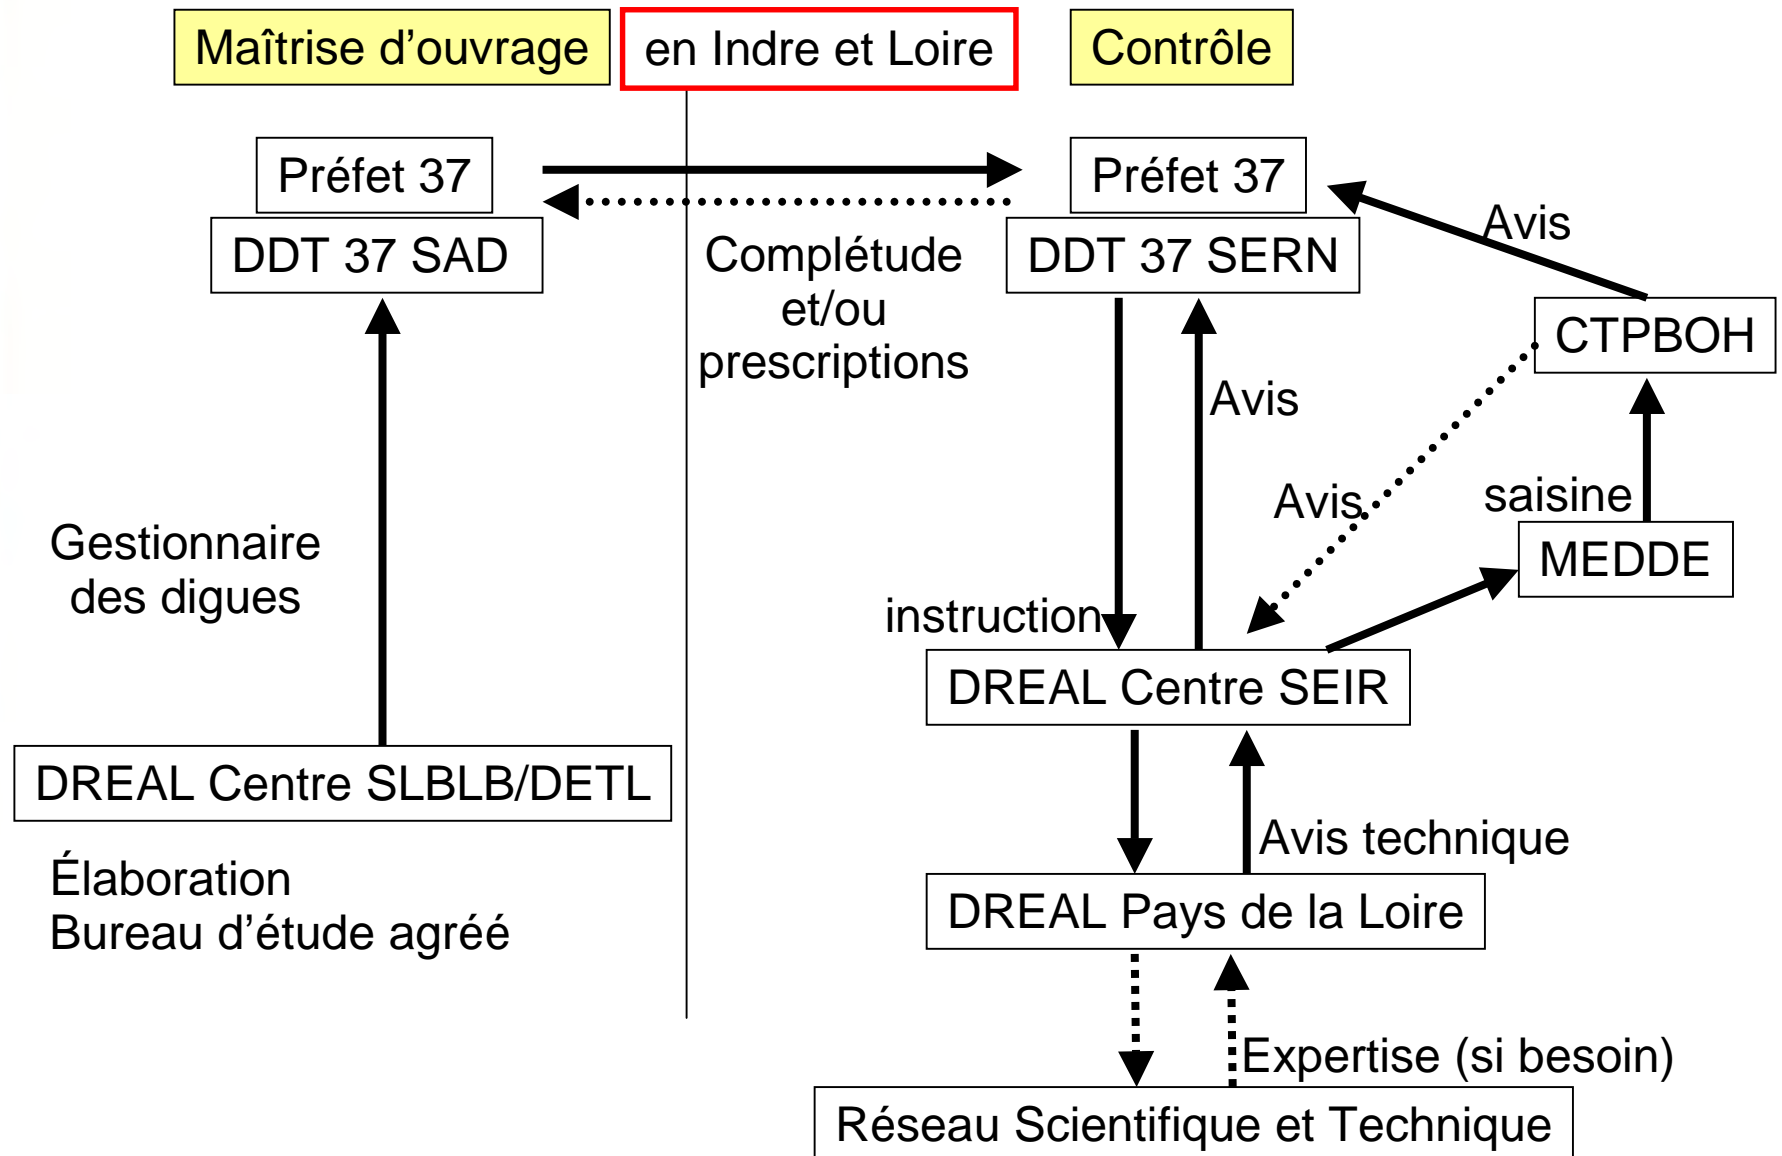 Maîtrise d’ouvrage
en Indre et Loire
Contrôle
Préfet 37
DDT 37 SAD
Préfet 37
DDT 37 SERN
Complétude
et/ou
prescriptions
Avis
CTPBOH
Avis
Avis
saisine
MEDDE
Gestionnaire
des digues
instruction
DREAL Centre SEIR
DREAL Centre SLBLB/DETL
Avis technique
Élaboration
Bureau d’étude agréé
DREAL Pays de la Loire
Expertise (si besoin)
Réseau Scientifique et Technique